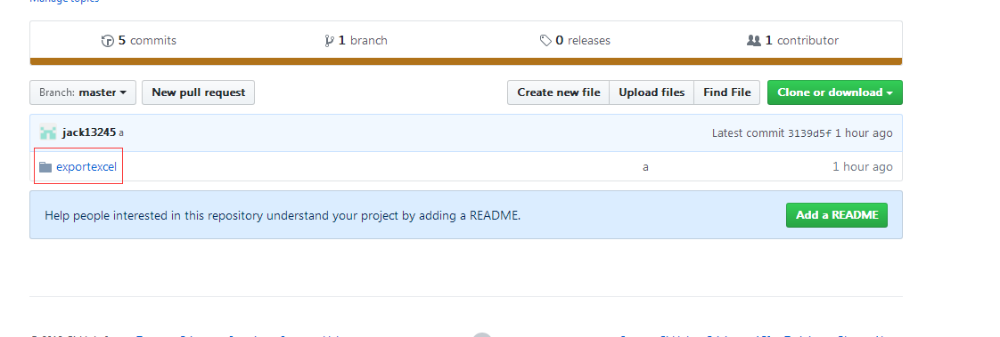 Manage topics
5 commits
1 branch
0 releases
1 contributor
Branch: master
New pull request
Create new file
Upload files
Find File
Clone or download
jack13245 a
Latest commit 3139d5f 1 hour ago
exportexcel
a
1 hour ago
Help people interested in this repository understand your project by adding a README.
Add a README